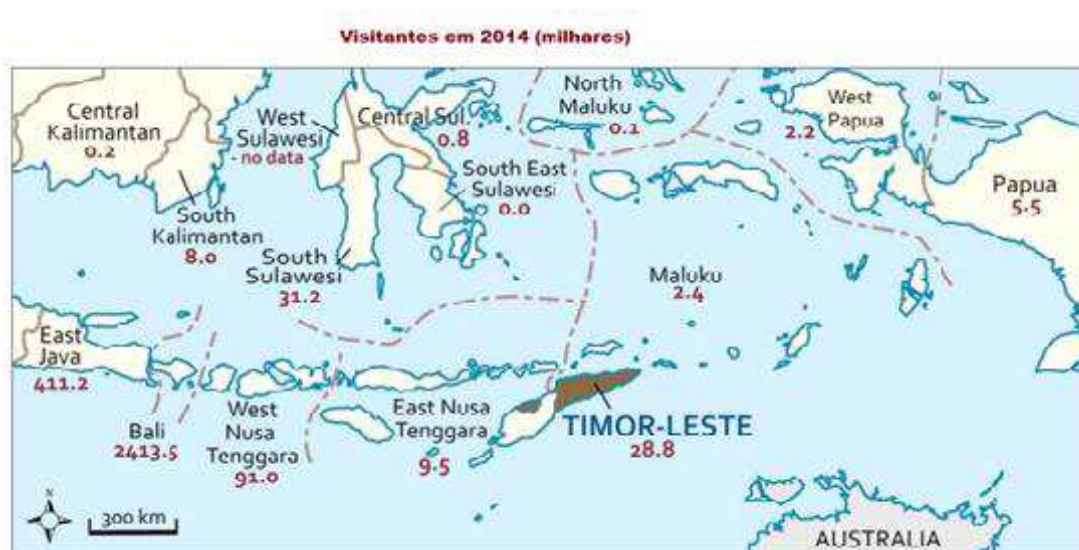 Visitantes em 2014 (milhares)
Central
Kalimantan
0.2
West
Sulawesi
- no data
Central Sul.
0.8
North
Maluku
0.1
West
Papua
2.2
South East
Sulawesi
0.0
Papua
5.5
South
Kalimantan
8.0
South
Sulawesi
31.2
Maluku
2.4
East
Java
411.2
Bali
2413.5
West
Nusa
Tenggara
91.0
East Nusa
Tenggara
9.5
TIMOR-LESTE
28.8
N
300 km
AUSTRALIA